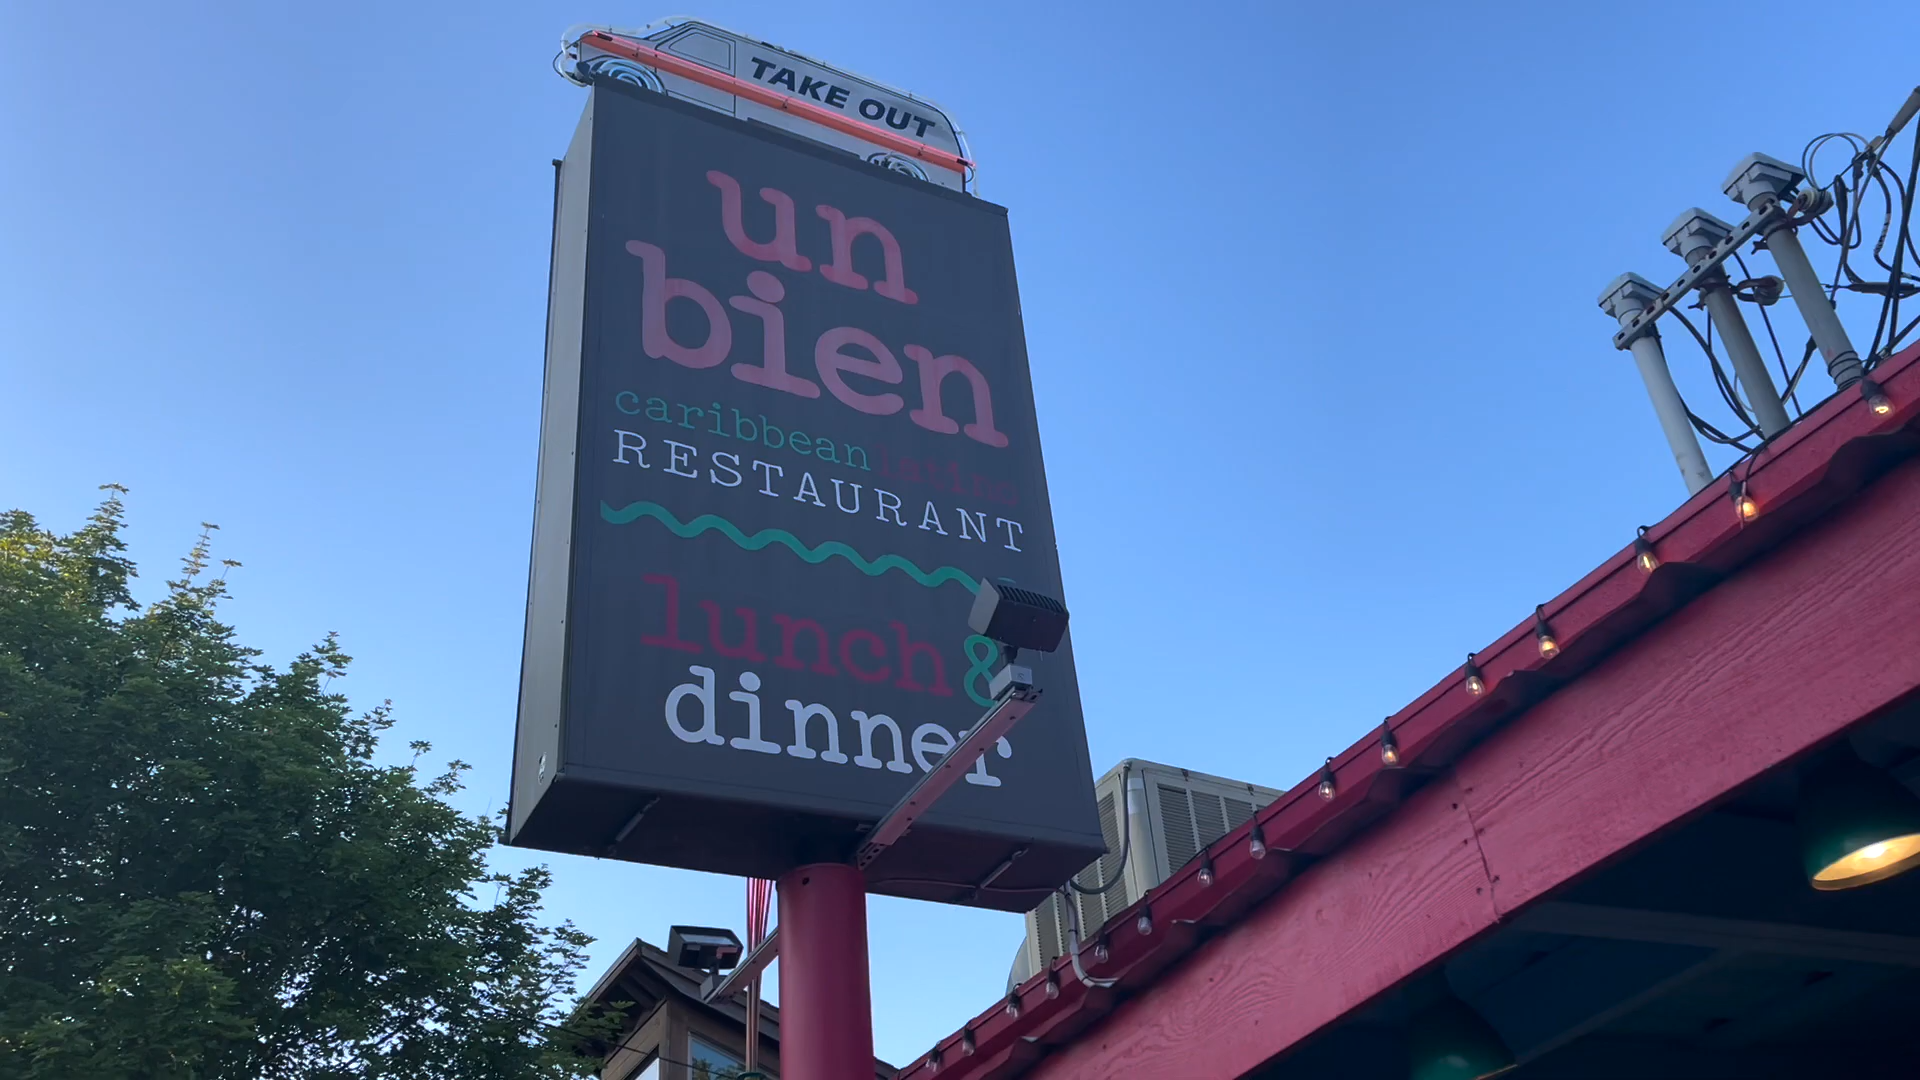 TAKE OUT
un
bien
caribbean latino
RESTAURANT
lunch &
dinner